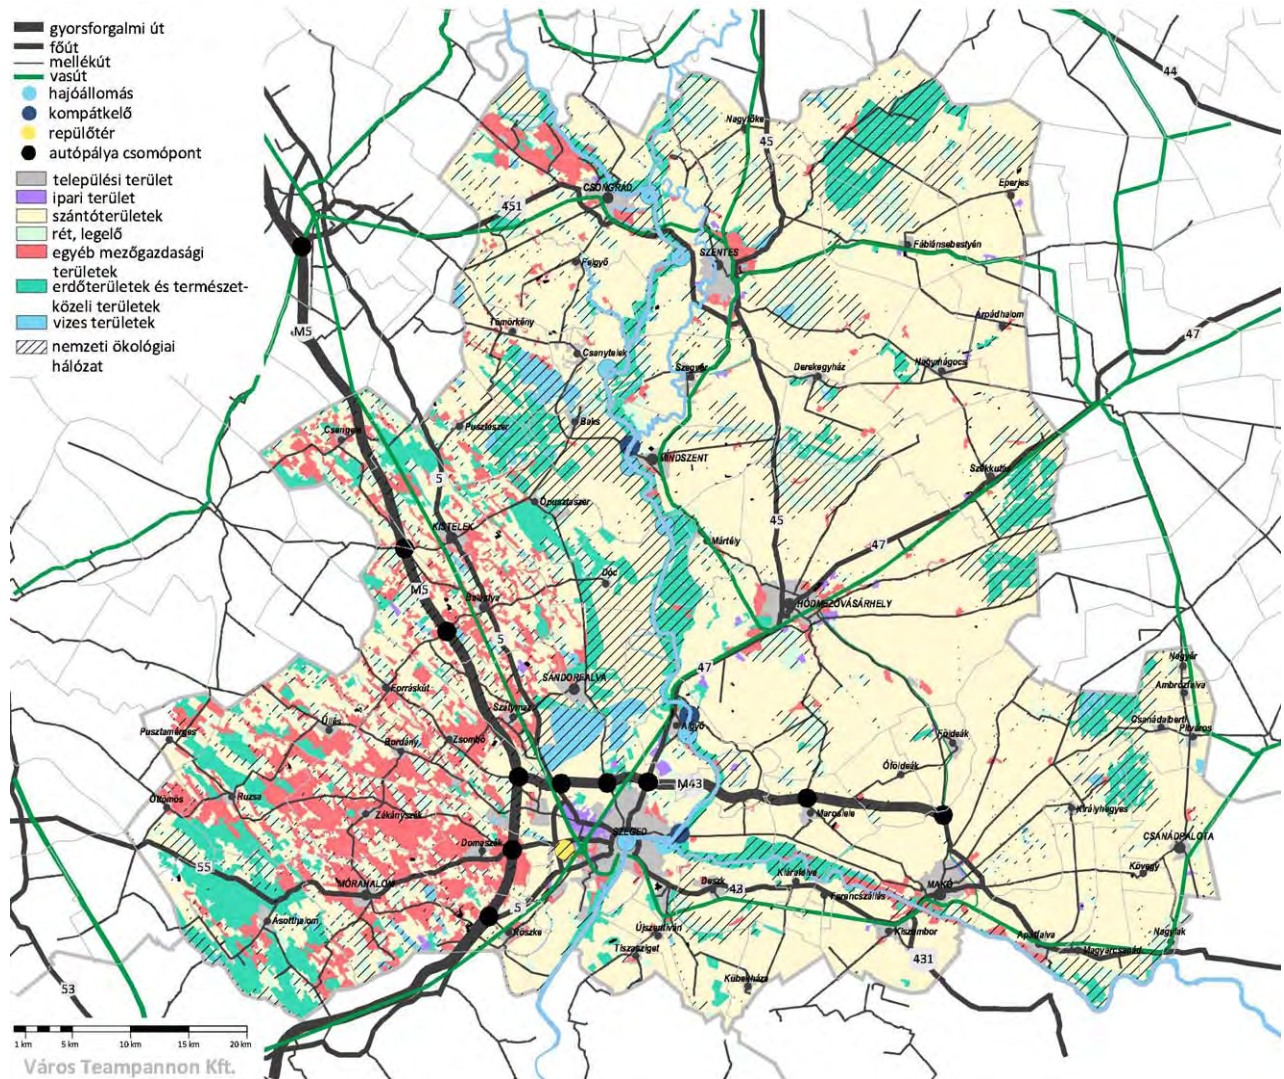 gyorsforgalmi út
főút
mellékút
vasút
hajóállomás
kompátkelő
repülőtér
autópálya csomópont
települési terület
ipari terület
szántóterületek
rét, legelő
egyéb mezőgazdasági
területek
erdőterületek és természet-
közeli területek
vizes területek
nemzeti ökológiai
hálózat
44
Nagytőke
45
Eperjes
CSONGRÁD
451
SZENTES
Fábiánsebestyén
Felgyő
M5
Tömörkény
Árpádhalom
47
Csanytelek
Szegvár
Derekegyház
Nagymágocs
Baks
Pusztaszer
Csengele
MINDSZENT
Székkutas
5
Ópusztaszer
45
KISTELEK
Mártély
47
M5
Dóc
Balástya
HÓDMEZŐVÁSÁRHELY
5
47
Nagyér
SÁNDORFALVA
Ambrózfalva
Forráskút
Szatymaz
Csanádalberti
Pitvaros
Pusztamérges
Üllés
Algyő
Földeák
Bordány
Zsombó
Óföldeák
M43
Öttömös
Ruzsa
Királyhegyes
Zákányszék
Maroslele
SZEGED
CSANÁDPALOTA
Domaszék
55
Kövegy
MÓRAHALOM
Deszk
43
Klárafalva
MAKÓ
Ferencszállás
5
Ásotthalom
Röszke
Újszentiván
Kiszombor
Apátfalva
Nagylak
Tiszasziget
Magyarcsanád
431
Kübekháza
53
1 km
5 km
10 km
15 km
20 km
Város Teampannon Kft.